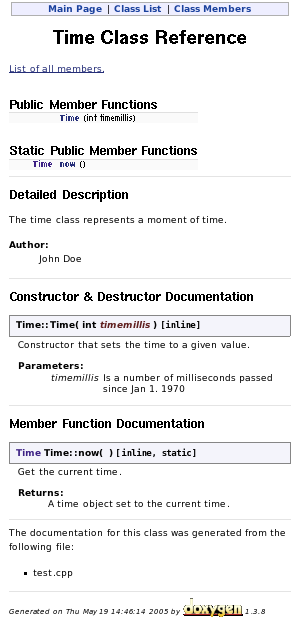 Main Page | Class List | Class Members
Time Class Reference
List of all members.
Public Member Functions
Time (int timemillis)
Static Public Member Functions
Time now ()
Detailed Description
The time class represents a moment of time.
Author:
John Doe
Constructor & Destructor Documentation
Time::Time( int timemillis ) [inline]
Constructor that sets the time to a given value.
Parameters:
timemillis Is a number of milliseconds passed
since Jan 1. 1970
Member Function Documentation
Time Time::now( ) [inline, static]
Get the current time.
Returns:
A time object set to the current time.
The documentation for this class was generated from the
following file:
• test.cpp
Generated on Thu May 19 14:46:14 2005 by doxygen 1.3.8